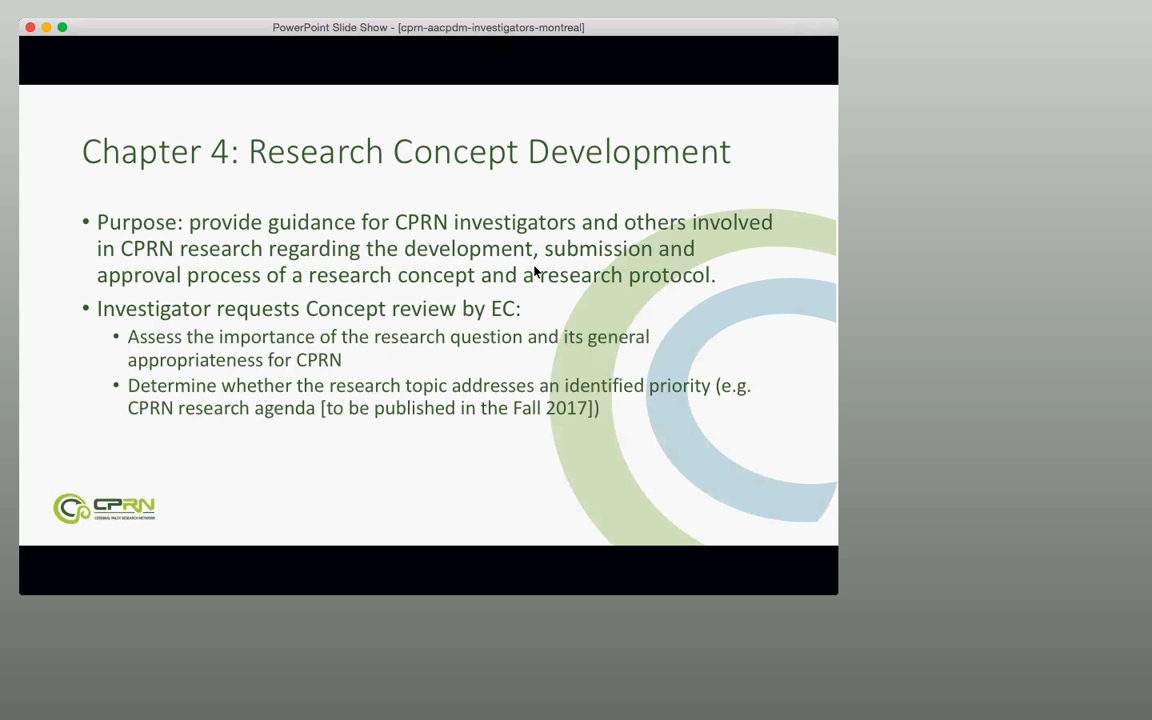 PowerPoint Slide Show - [cprn-aacpdm-investigators-montreal]
Chapter 4: Research Concept Development
• Purpose: provide guidance for CPRN investigators and others involved
in CPRN research regarding the development, submission and
approval process of a research concept and a research protocol.
• Investigator requests Concept review by EC:
• Assess the importance of the research question and its general
appropriateness for CPRN
• Determine whether the research topic addresses an identified priority (e.g.
CPRN research agenda [to be published in the Fall 2017])
CPRN
CEREBRAL PALSY RESEARCH NETWORK